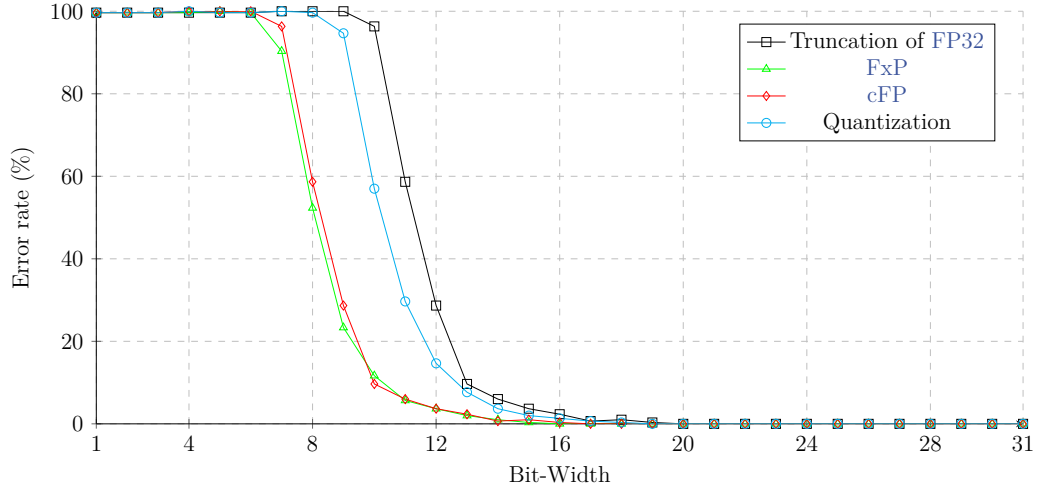 100
80
60
40
20
0
Error rate (%)
Truncation of FP32
FxP
cFP
Quantization
1 4 8 12 16 20 24 28 31
Bit-Width